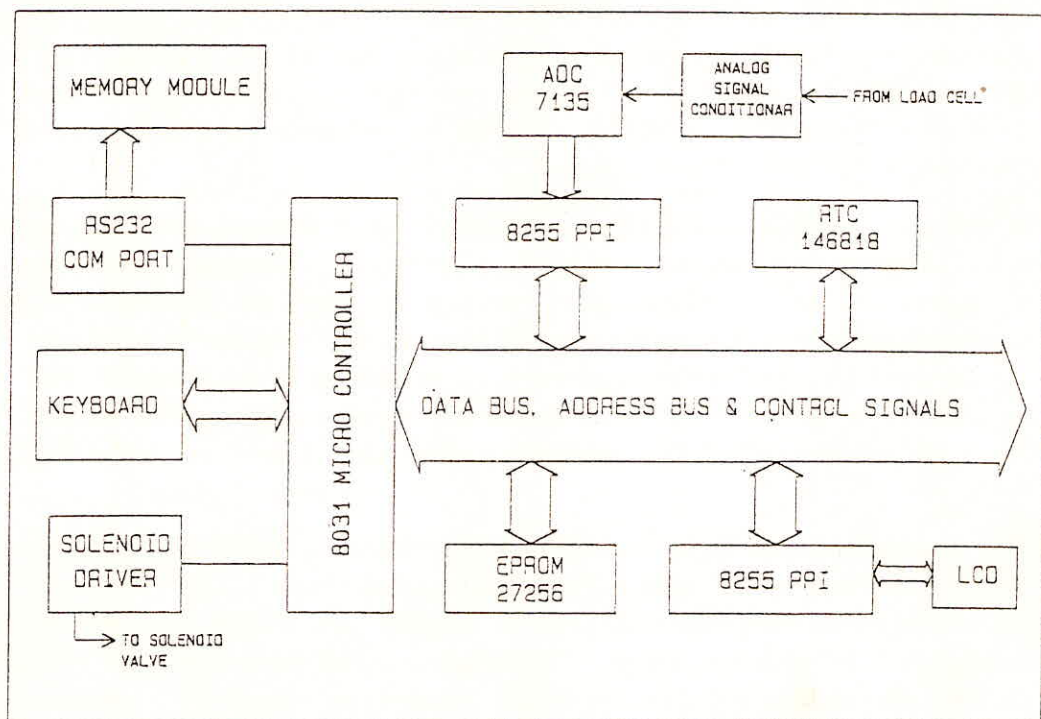 MEMORY MODULE
ADC
7135
ANALOG
SIGNAL
CONDITIONAR
FROM LOAD CELL
RS232
COM PORT
8255 PPI
RTC
146818
8031 MICRO CONTROLLER
KEYBOARD
DATA BUS, ADDRESS BUS & CONTROL SIGNALS
SOLENOID
DRIVER
EPROM
27256
8255 PPI
LCD
TO SOLENOID
VALVE